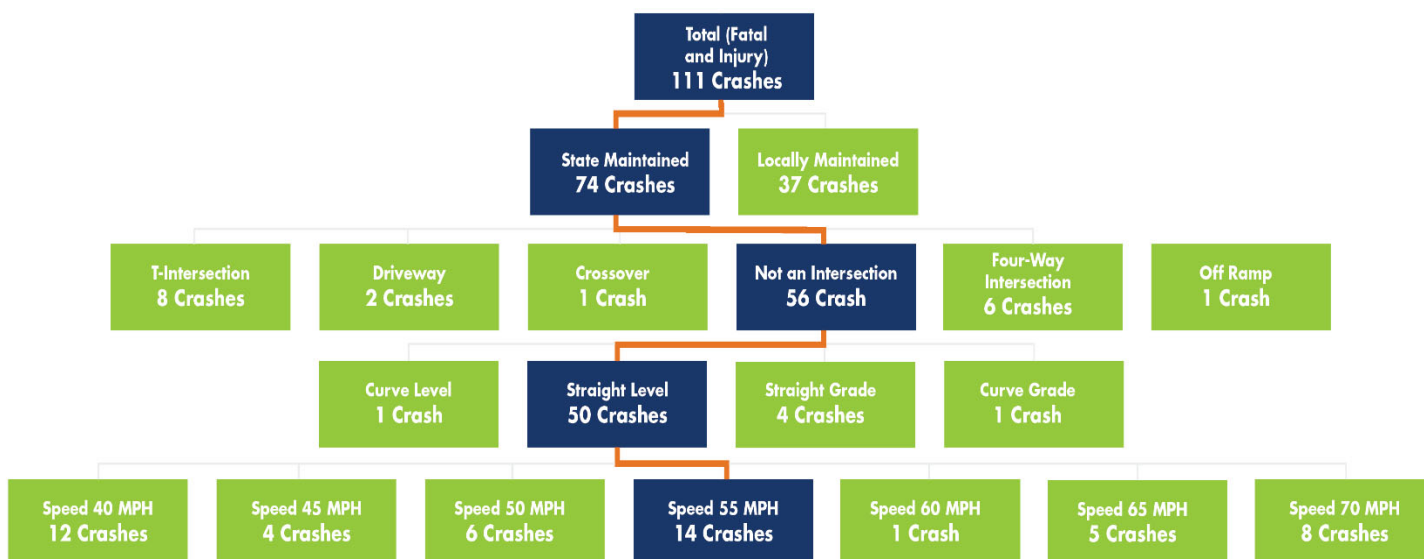 Total (Fatal
and Injury)
111 Crashes
State Maintained
74 Crashes
Locally Maintained
37 Crashes
T-Intersection
8 Crashes
Driveway
2 Crashes
Crossover
1 Crash
Not an Intersection
56 Crash
Four-Way
Intersection
6 Crashes
Off Ramp
1 Crash
Curve Level
1 Crash
Straight Level
50 Crashes
Straight Grade
4 Crashes
Curve Grade
1 Crash
Speed 40 MPH
12 Crashes
Speed 45 MPH
4 Crashes
Speed 50 MPH
6 Crashes
Speed 55 MPH
14 Crashes
Speed 60 MPH
1 Crash
Speed 65 MPH
5 Crashes
Speed 70 MPH
8 Crashes